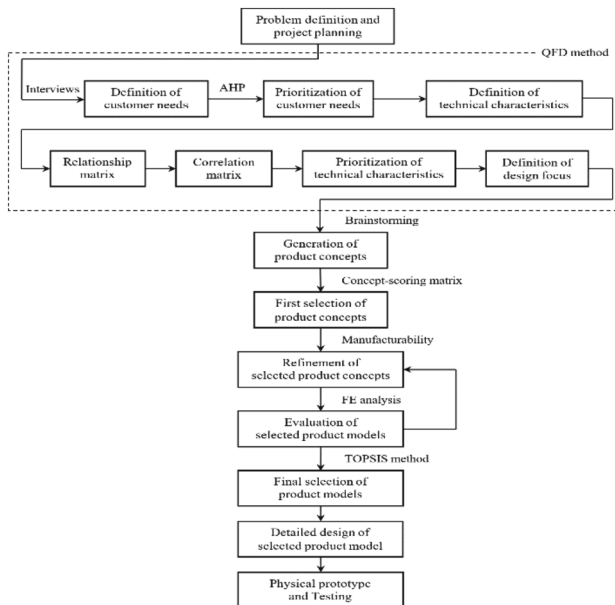 Problem definition and
project planning
QFD method
Interviews
Definition of
customer needs
AHP
Prioritization of
customer needs
Definition of
technical characteristics
Relationship
matrix
Correlation
matrix
Prioritization of
technical characteristics
Definition of
design focus
Brainstorming
Generation of
product concepts
Concept-scoring matrix
First selection of
product concepts
Manufacturability
Refinement of
selected product concepts
FE analysis
Evaluation of
selected product models
TOPSIS method
Final selection of
product models
Detailed design of
selected product model
Physical prototype
and Testing